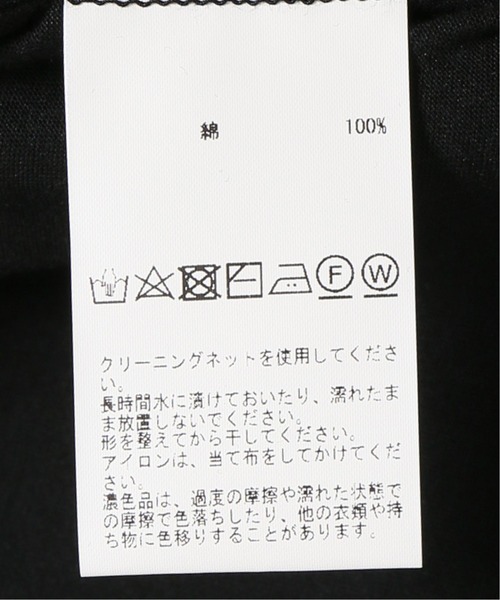 綿 100%
F W
クリーニングネットを使用してくださ
い。
長時間水に漬けておいたり、濡れたま
ま放置しないでください。
形を整えてから干してください。
アイロンは、当て布をしてかけてくだ
さい。
濃色品は、過度の摩擦や濡れた状態で
の摩擦で色落ちしたり、他の衣類や持
ち物に色移りすることがあります。